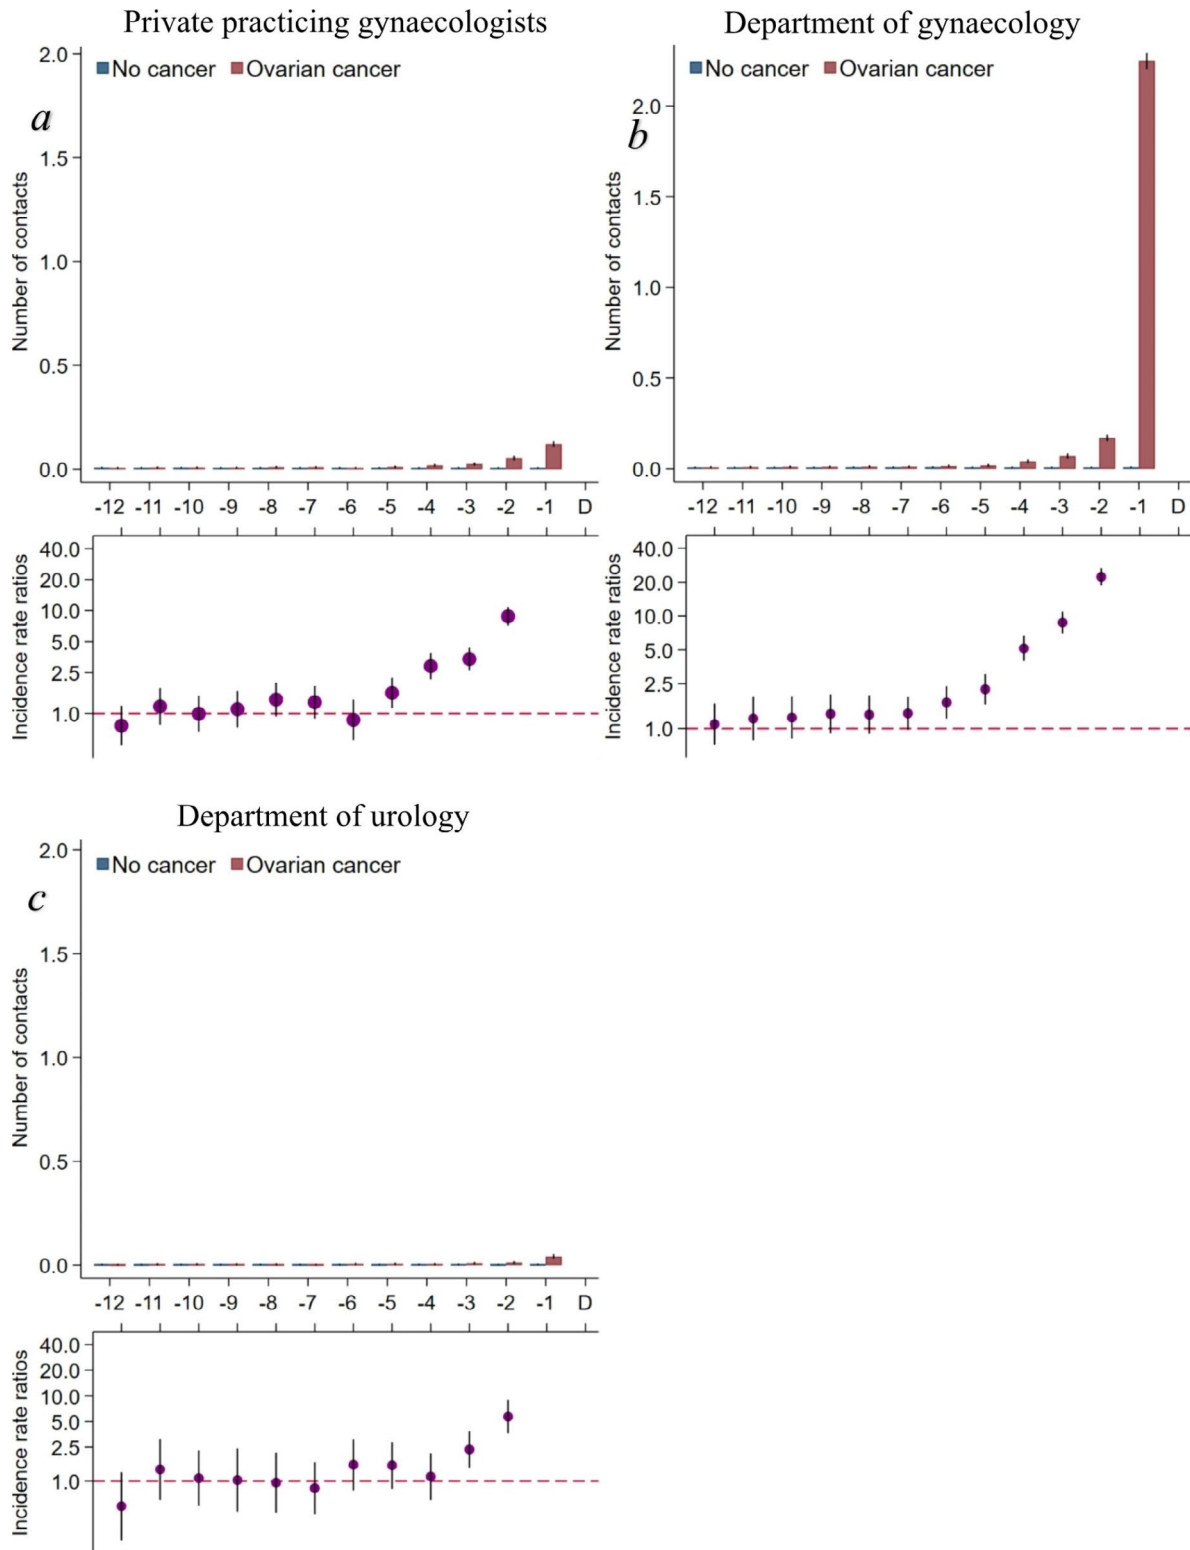 Private practicing gynaecologists
a
No cancer Ovarian cancer
Number of contacts
2.0
1.5
1.0
0.5
0.0
-12 -11 -10 -9 -8 -7 -6 -5 -4 -3 -2 -1 D
Incidence rate ratios
40.0
20.0
10.0
5.0
2.5
1.0
Department of gynaecology
b
No cancer Ovarian cancer
Number of contacts
2.0
1.5
1.0
0.5
0.0
-12 -11 -10 -9 -8 -7 -6 -5 -4 -3 -2 -1 D
Incidence rate ratios
40.0
20.0
10.0
5.0
2.5
1.0
Department of urology
c
No cancer Ovarian cancer
Number of contacts
2.0
1.5
1.0
0.5
0.0
-12 -11 -10 -9 -8 -7 -6 -5 -4 -3 -2 -1 D
Incidence rate ratios
40.0
20.0
10.0
5.0
2.5
1.0